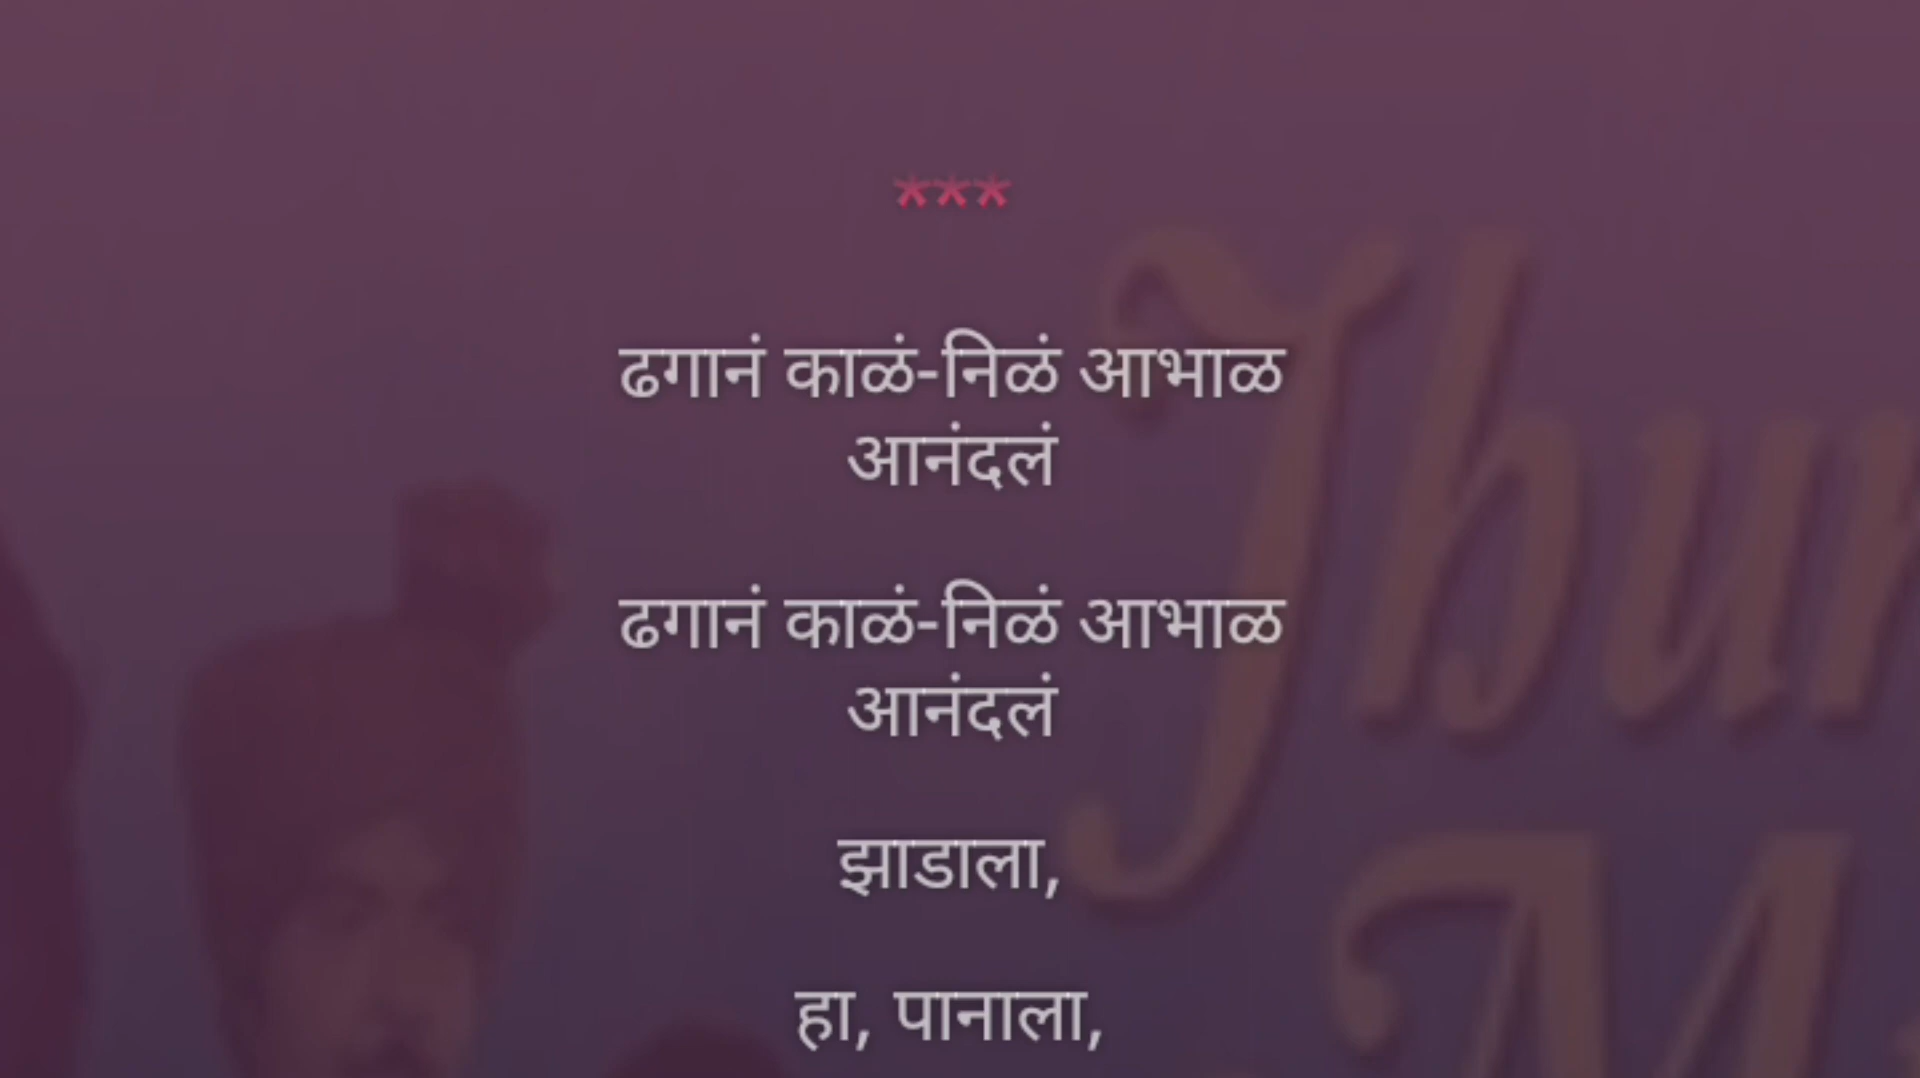 ***
ढगानं काळं-निळं आभाळ
आनंदलं
ढगानं काळं-निळं आभाळ
आनंदलं
झाडाला,
हा, पानाला,